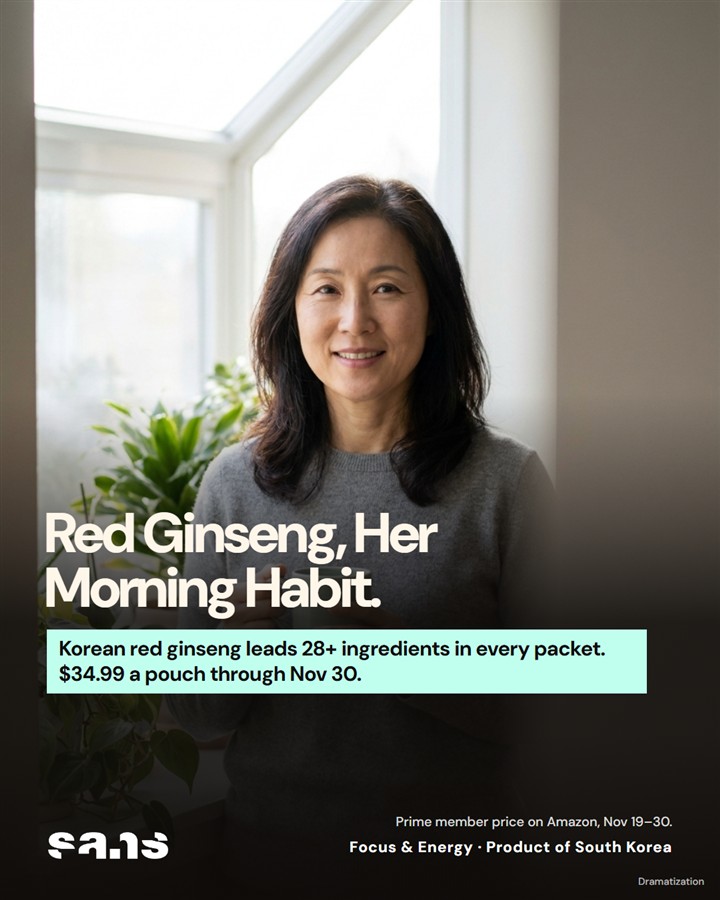 Red Ginseng, Her
Morning Habit.
Korean red ginseng leads 28+ ingredients in every packet.
$34.99 a pouch through Nov 30.
Prime member price on Amazon, Nov 19–30.
sans
Focus & Energy · Product of South Korea
Dramatization